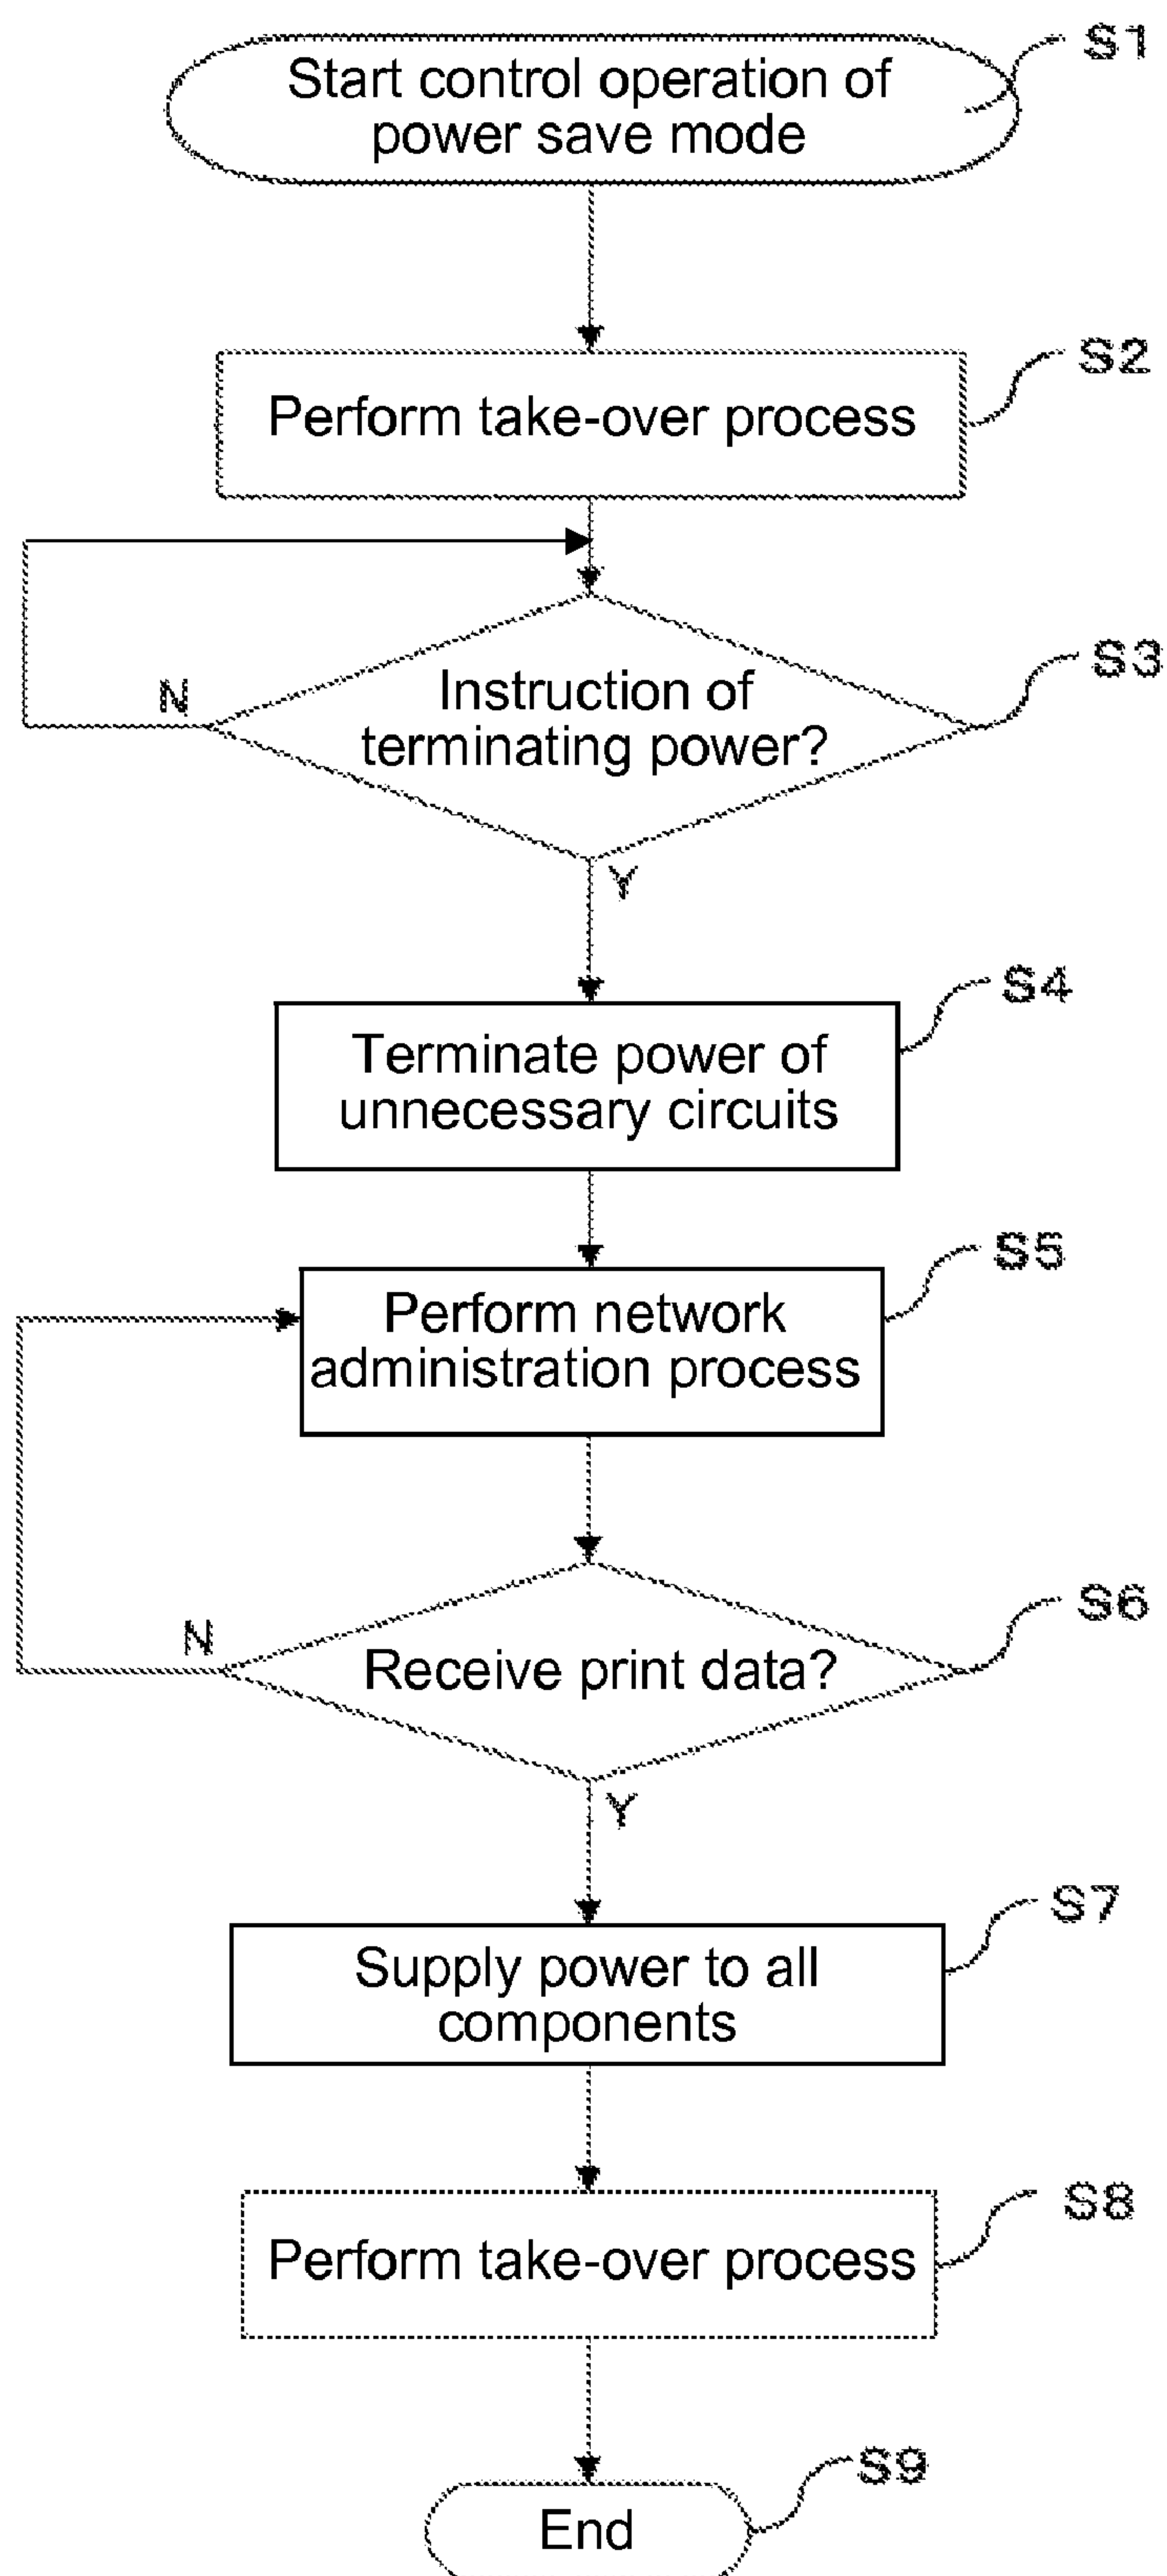 S1
Start control operation of
power save mode
S2
Perform take-over process
S3
N
Instruction of
terminating power?
Y
S4
Terminate power of
unnecessary circuits
S5
Perform network
administration process
S6
N
Receive print data?
Y
S7
Supply power to all
components
S8
Perform take-over process
S9
End